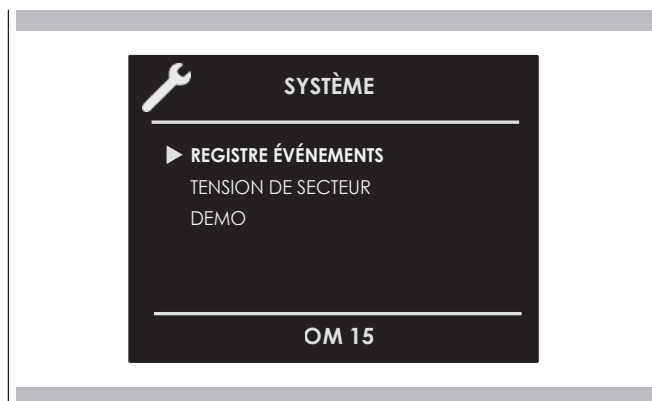 SYSTÈME
REGISTRE ÉVÉNEMENTS
TENSION DE SECTEUR
DEMO
OM 15